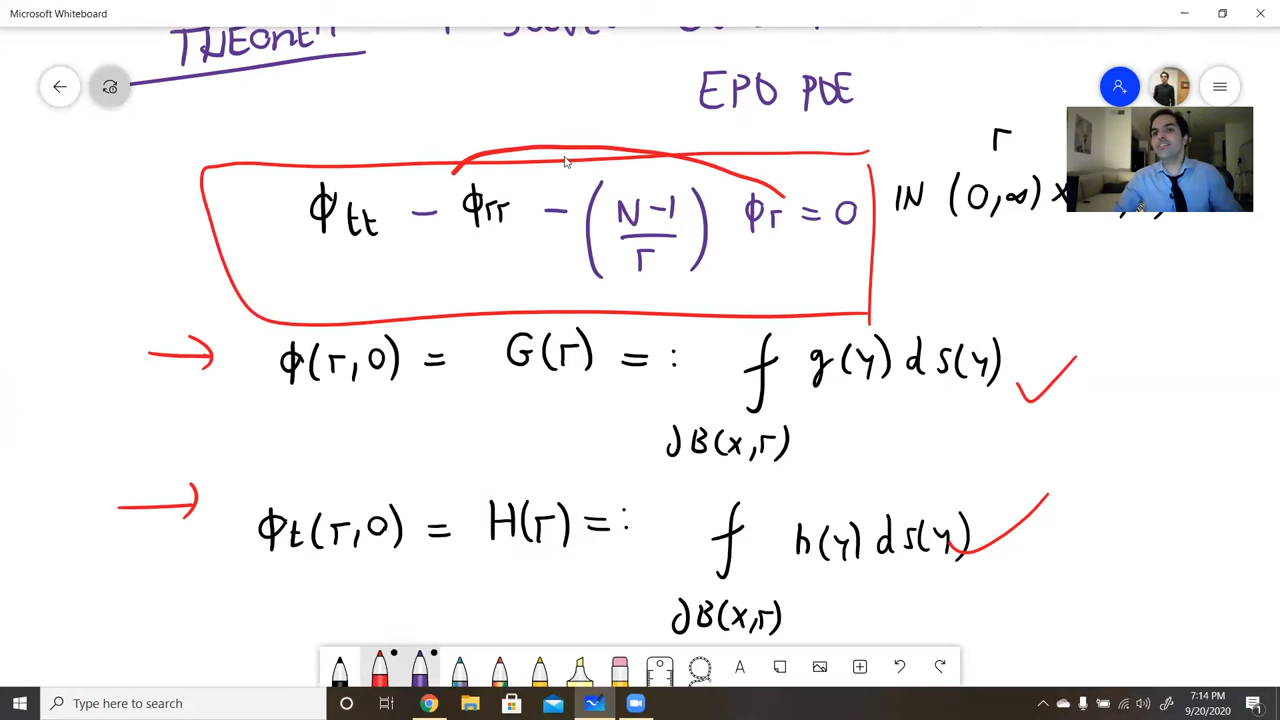 Microsoft Whiteboard
THEOREM
EPD PDE
r
ϕtt − ϕrr − (N−1/r) ϕr = 0 IN (0,∞) ×
→ ϕ(r,0) = G(r) =: ⨍ g(y) dS(y) ✓
∂B(x,r)
→ ϕt(r,0) = H(r) =: ⨍ h(y) dS(y) ✓
∂B(x,r)
A
Type here to search
7:14 PM
9/20/2020